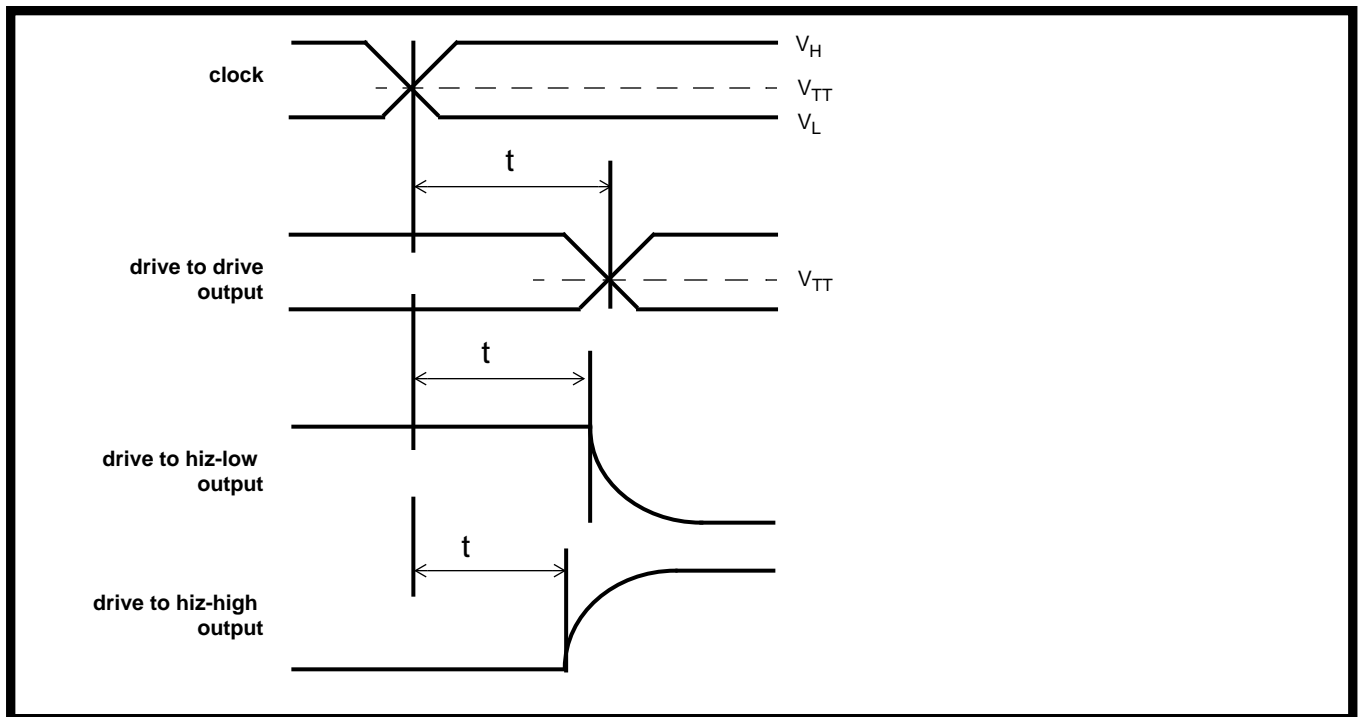 V_H
clock
V_TT
V_L
t
drive to drive
output
V_TT
t
drive to hiz-low
output
t
drive to hiz-high
output